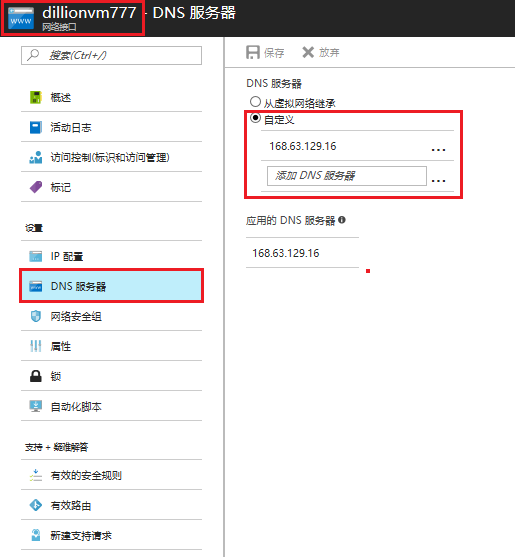 dillionvm777 - DNS 服务器
网络接口
搜索(Ctrl+/)
概述
活动日志
访问控制(标识和访问管理)
标记
设置
IP 配置
DNS 服务器
网络安全组
属性
锁
自动化脚本
支持 + 疑难解答
有效的安全规则
有效路由
新建支持请求
保存
放弃
DNS 服务器
从虚拟网络继承
自定义
168.63.129.16
...
添加 DNS 服务器
...
应用的 DNS 服务器
168.63.129.16